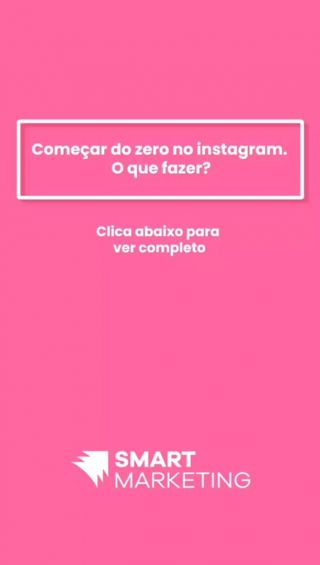 Começar do zero no instagram.
O que fazer?
Clica abaixo para
ver completo
SMART
MARKETING